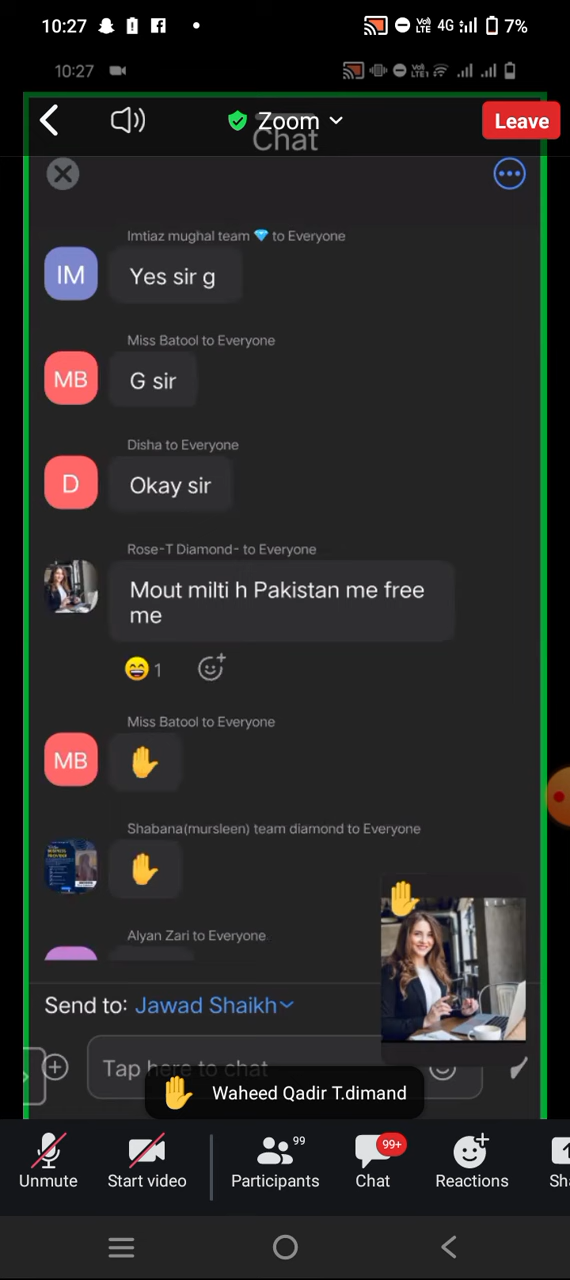 10:27
4G
7%
10:27
Zoom
Leave
Chat
Imtiaz mughal team 💎 to Everyone
IM
Yes sir g
Miss Batool to Everyone
MB
G sir
Disha to Everyone
D
Okay sir
Rose-T Diamond- to Everyone
Mout milti h Pakistan me free
me
😄 1
Miss Batool to Everyone
MB
✋
Shabana(mursleen) team diamond to Everyone
✋
Alyan Zari to Everyone
Send to: Jawad Shaikh
Tap here to chat
✋ Waheed Qadir T.dimand
99
99+
Unmute
Start video
Participants
Chat
Reactions
Sh